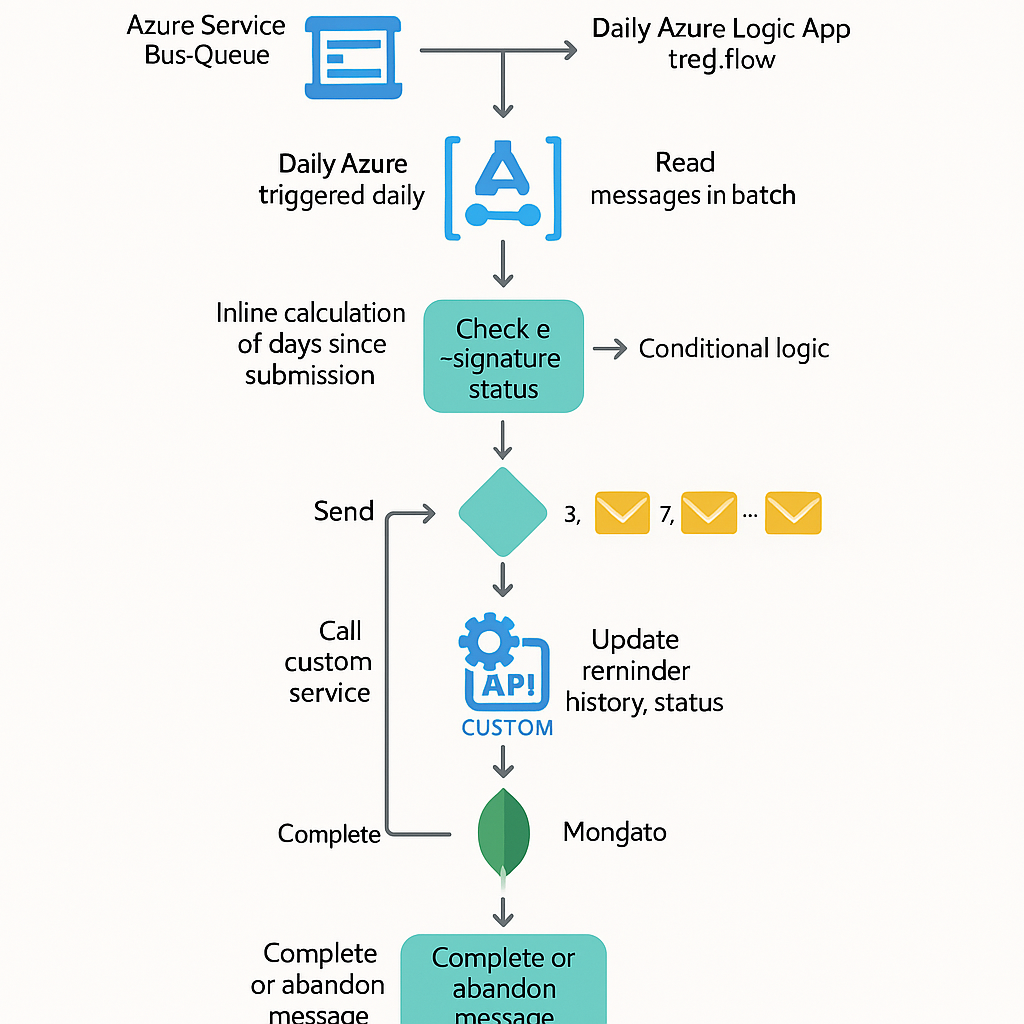 Azure Service
Bus-Queue
Daily Azure Logic App
treg.flow
Daily Azure
triggered daily
A
Read
messages in batch
Inline calculation
of days since
submission
Check e
~signature
status
Conditional logic
Send
3,
7,
...
Call
custom
service
AP!
CUSTOM
Update
rerninder
history, status
Complete
Mongato
Complete
or abandon
message
Complete or
abandon
message